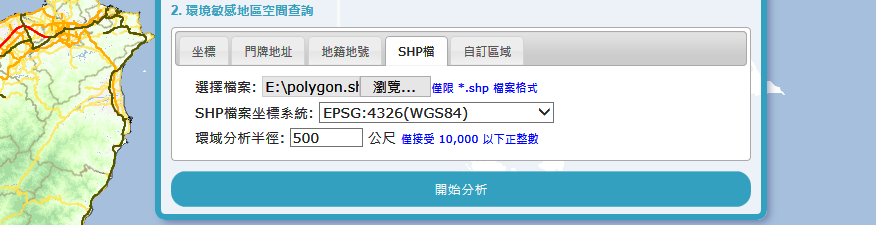 2. 環境敏感地區空間查詢
坐標 門牌地址 地籍地號 SHP檔 自訂區域
選擇檔案: E:\polygon.sh 瀏覽... 僅限 *.shp 檔案格式
SHP檔案坐標系統: EPSG:4326(WGS84)
環域分析半徑: 500 公尺 僅接受 10,000 以下正整數
開始分析